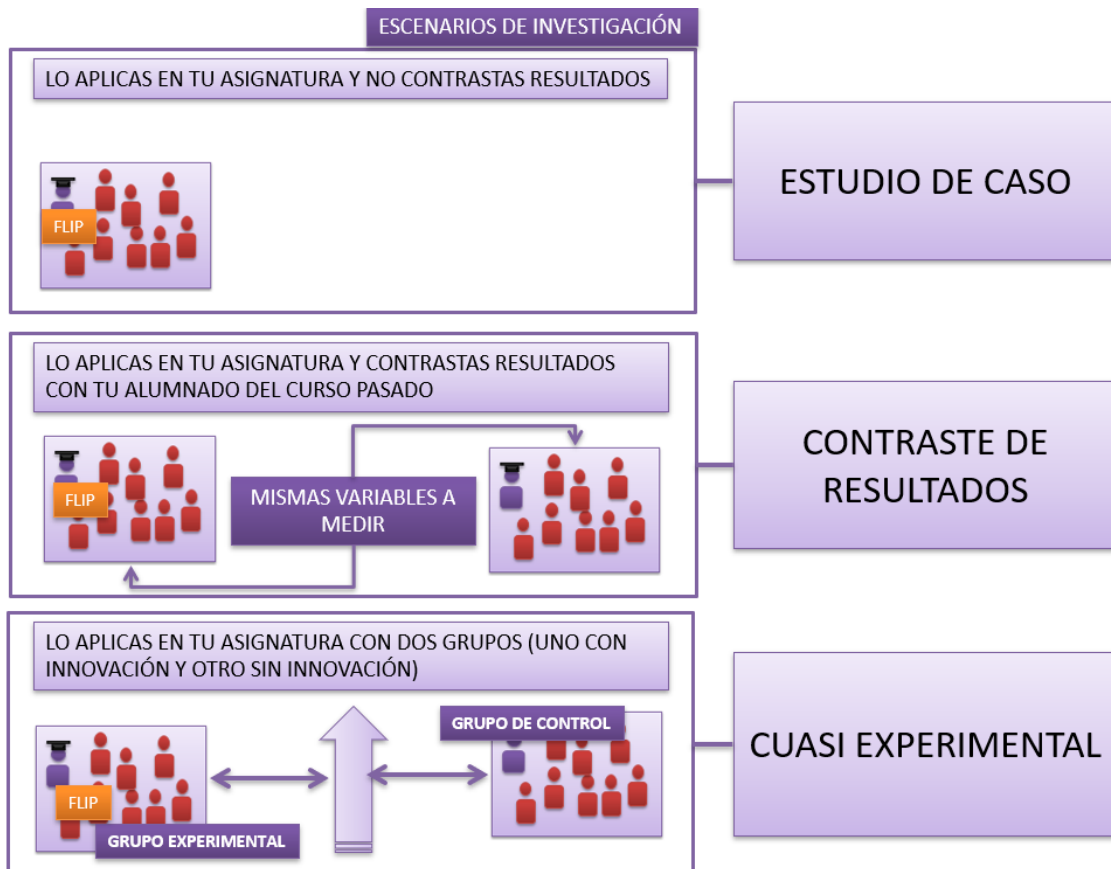 ESCENARIOS DE INVESTIGACIÓN
LO APLICAS EN TU ASIGNATURA Y NO CONTRASTAS RESULTADOS
FLIP
ESTUDIO DE CASO
LO APLICAS EN TU ASIGNATURA Y CONTRASTAS RESULTADOS
CON TU ALUMNADO DEL CURSO PASADO
FLIP
MISMAS VARIABLES A
MEDIR
CONTRASTE DE
RESULTADOS
LO APLICAS EN TU ASIGNATURA CON DOS GRUPOS (UNO CON
INNOVACIÓN Y OTRO SIN INNOVACIÓN)
GRUPO DE CONTROL
FLIP
GRUPO EXPERIMENTAL
CUASI EXPERIMENTAL